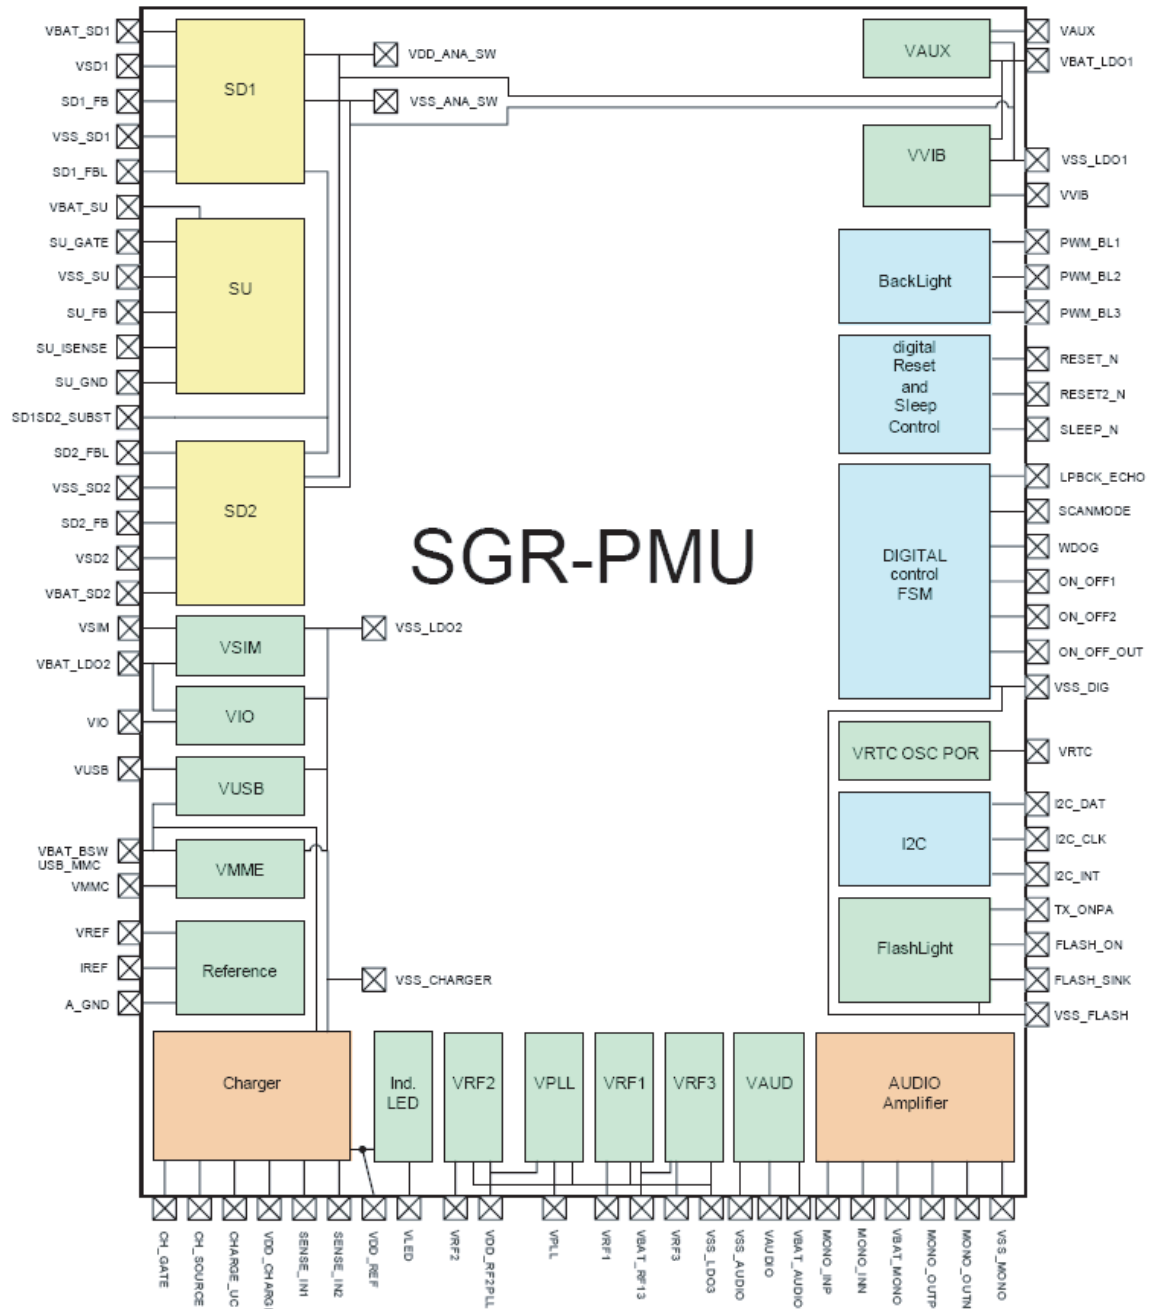 VBAT_SD1
VSD1
SD1_FB
VSS_SD1
SD1_FBL
VBAT_SU
SU_GATE
VSS_SU
SU_FB
SU_ISENSE
SU_GND
SD1SD2_SUBST
SD2_FBL
VSS_SD2
SD2_FB
VSD2
VBAT_SD2
VSIM
VBAT_LDO2
VIO
VUSB
VBAT_BSW
USB_MMC
VMMC
VREF
IREF
A_GND
SD1
SU
SD2
VSIM
VIO
VUSB
VMME
Reference
VDD_ANA_SW
VSS_ANA_SW
SGR-PMU
VSS_LDO2
VSS_CHARGER
VAUX
VVIB
BackLight
digital
Reset
and
Sleep
Control
DIGITAL
control
FSM
VRTC OSC POR
I2C
FlashLight
VAUX
VBAT_LDO1
VSS_LDO1
VVIB
PWM_BL1
PWM_BL2
PWM_BL3
RESET_N
RESET2_N
SLEEP_N
LPBCK_ECHO
SCANMODE
WDOG
ON_OFF1
ON_OFF2
ON_OFF_OUT
VSS_DIG
VRTC
I2C_DAT
I2C_CLK
I2C_INT
TX_ONPA
FLASH_ON
FLASH_SINK
VSS_FLASH
Charger
Ind.
LED
VRF2
VPLL
VRF1
VRF3
VAUD
AUDIO
Amplifier
CH_GATE
CH_SOURCE
CHARGE_UC
VDD_CHARG
SENSE_IN1
SENSE_IN2
VDD_REF
VLED
VRF2
VDD_RF2PLL
VPLL
VRF1
VBAT_RF13
VRF3
VSS_LDO3
VSS_AUDIO
VAUDIO
VBAT_AUDIO
MONO_INP
MONO_INN
VBAT_MONO
MONO_OUTP
MONO_OUTN
VSS_MONO